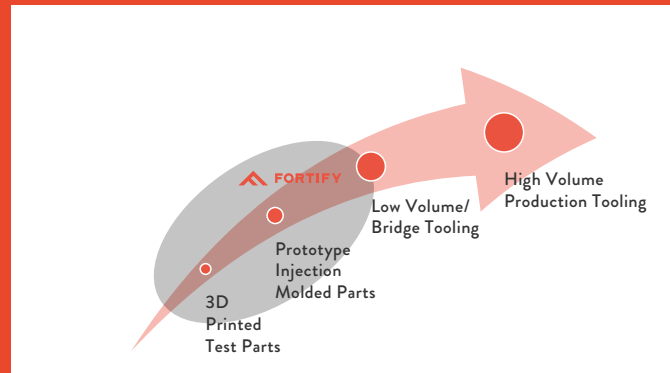 FORTIFY
High Volume
Production Tooling
Low Volume/
Bridge Tooling
Prototype
Injection
Molded Parts
3D
Printed
Test Parts